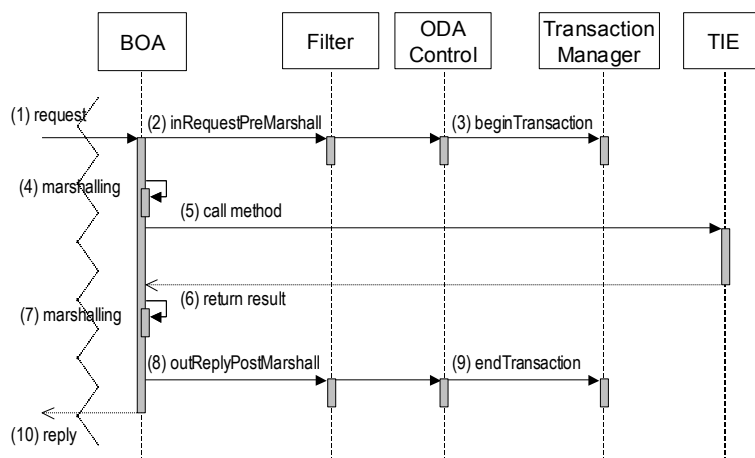 BOA
Filter
ODA
Control
Transaction
Manager
TIE
(1) request
(2) inRequestPreMarshall
(3) beginTransaction
(4) marshalling
(5) call method
(6) return result
(7) marshalling
(8) outReplyPostMarshall
(9) endTransaction
(10) reply